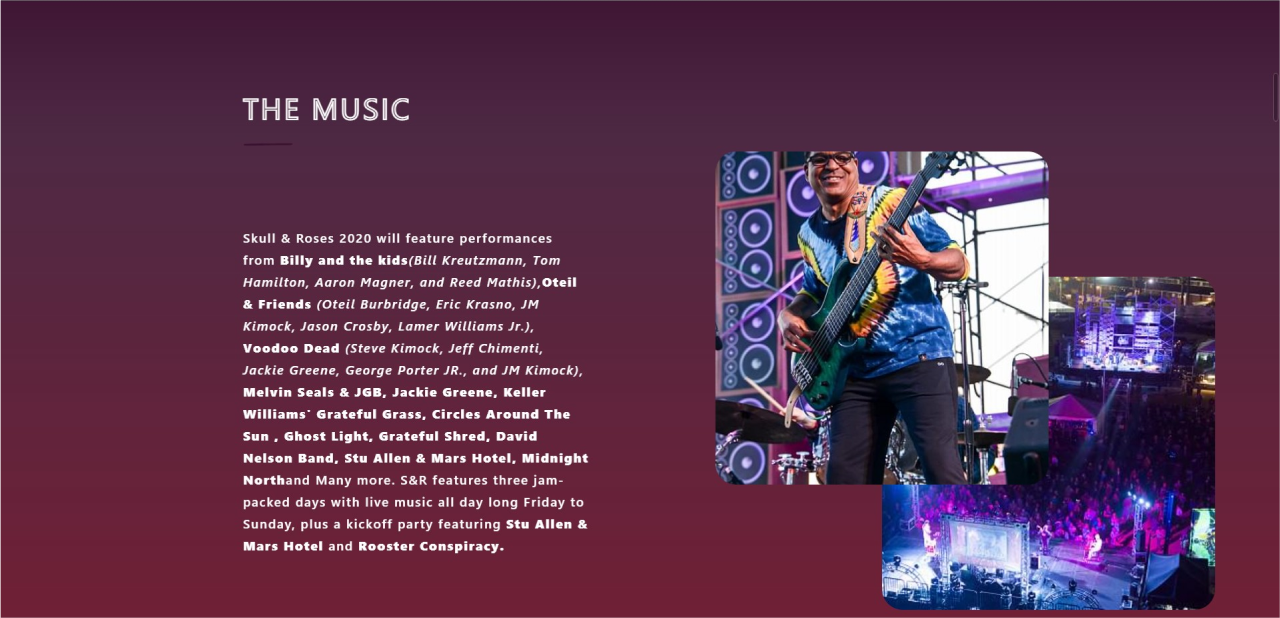 THE MUSIC
Skull & Roses 2020 will feature performances
from Billy and the kids(Bill Kreutzmann, Tom
Hamilton, Aaron Magner, and Reed Mathis),Oteil
& Friends (Oteil Burbridge, Eric Krasno, JM
Kimock, Jason Crosby, Lamer Williams Jr.),
Voodoo Dead (Steve Kimock, Jeff Chimenti,
Jackie Greene, George Porter JR., and JM Kimock),
Melvin Seals & JGB, Jackie Greene, Keller
Williams` Grateful Grass, Circles Around The
Sun , Ghost Light, Grateful Shred, David
Nelson Band, Stu Allen & Mars Hotel, Midnight
Northand Many more. S&R features three jam-
packed days with live music all day long Friday to
Sunday, plus a kickoff party featuring Stu Allen &
Mars Hotel and Rooster Conspiracy.